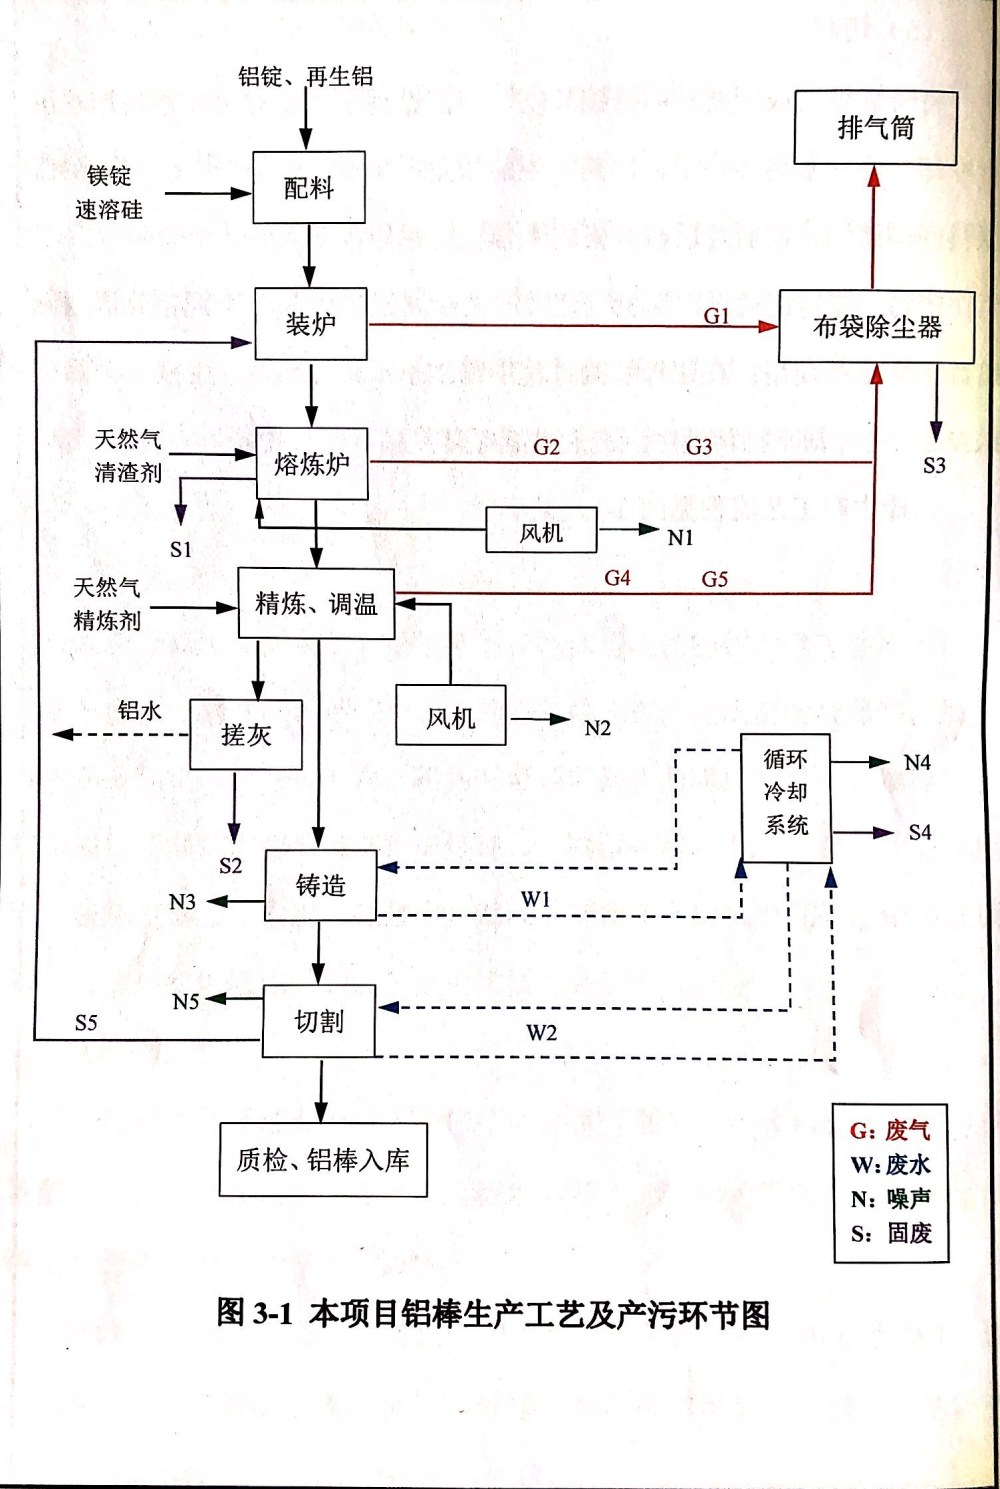 铝锭、再生铝
排气筒
镁锭
速溶硅
配料
装炉
G1
布袋除尘器
天然气
清渣剂
熔炼炉
G2
G3
S3
S1
风机
N1
天然气
精炼剂
精炼、调温
G4
G5
铝水
搓灰
风机
N2
循环
冷却
系统
N4
S4
S2
铸造
N3
W1
N5
切割
S5
W2
质检、铝棒入库
G：废气
W：废水
N：噪声
S：固废
图 3-1 本项目铝棒生产工艺及产污环节图